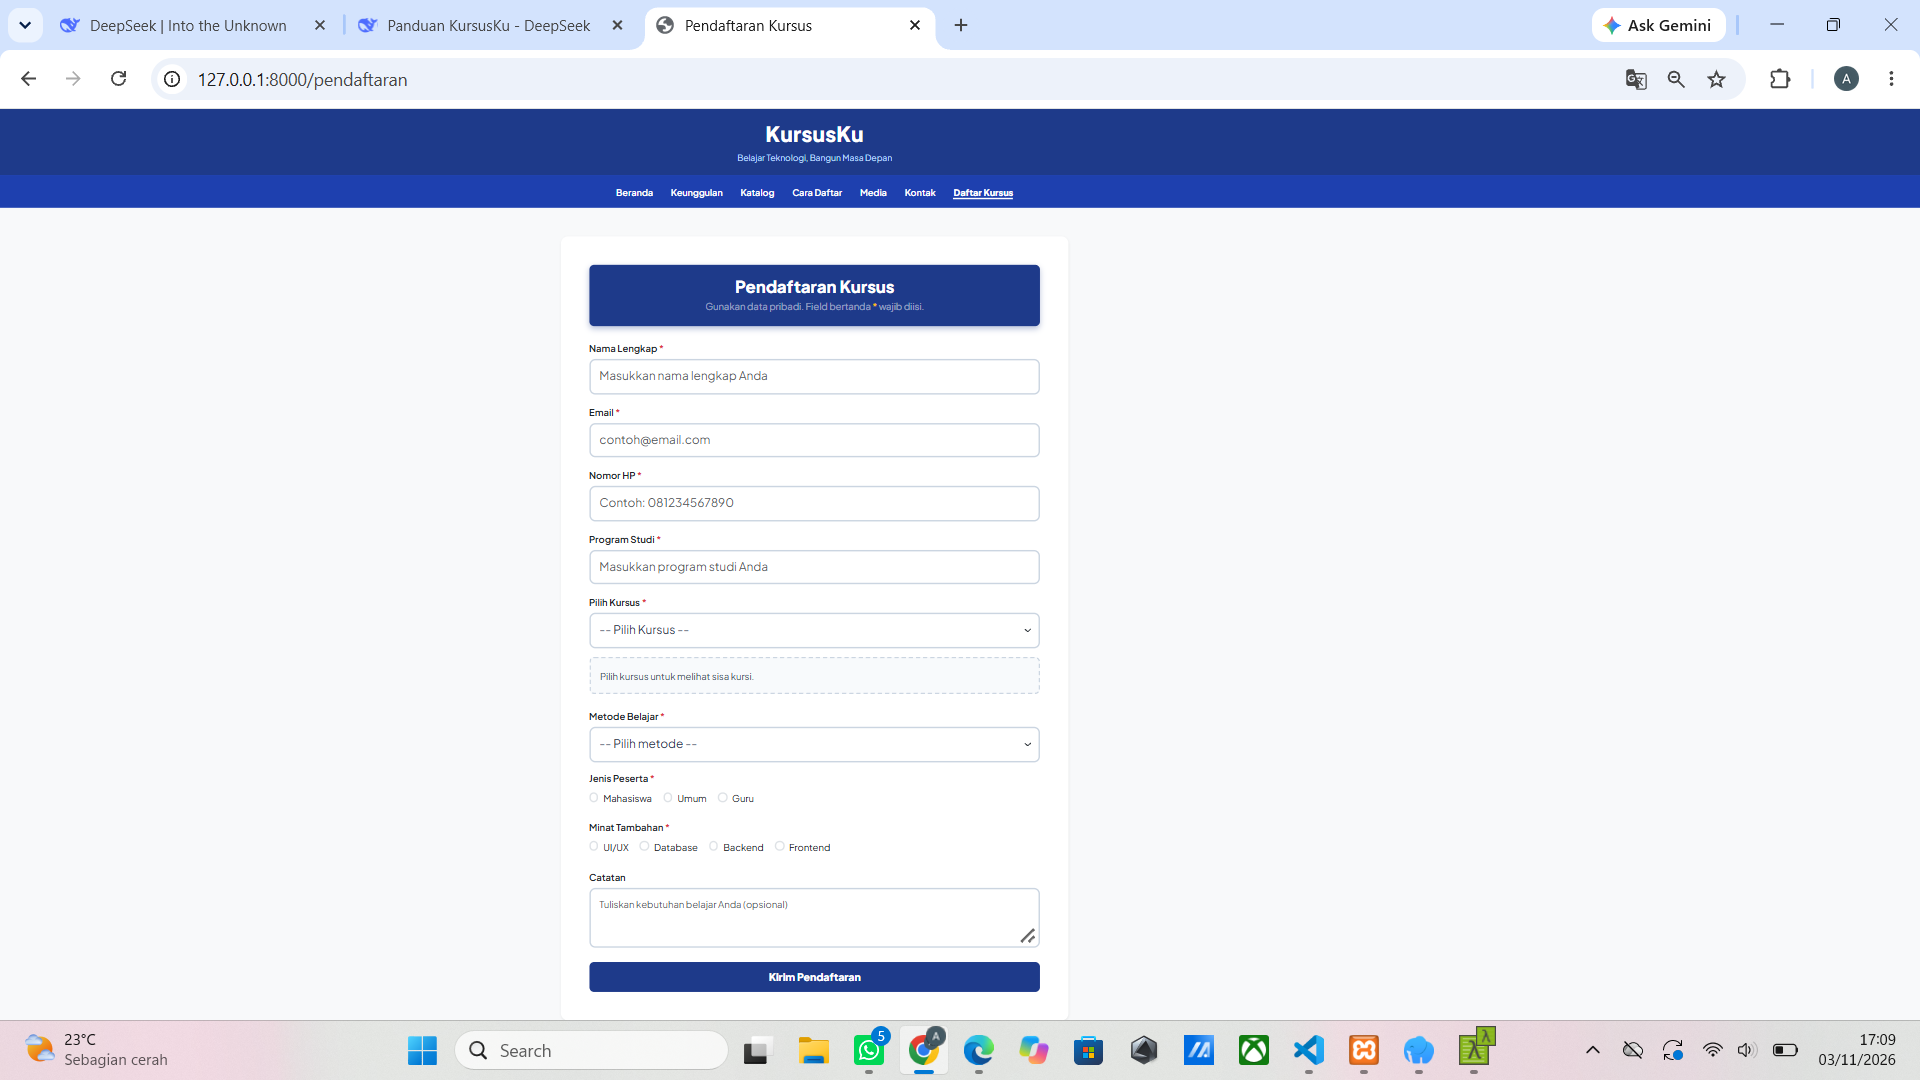 DeepSeek | Into the Unknown
Panduan KursusKu - DeepSeek
Pendaftaran Kursus
Ask Gemini
127.0.0.1:8000/pendaftaran
A
KursusKu
Belajar Teknologi, Bangun Masa Depan
Beranda Keunggulan Katalog Cara Daftar Media Kontak Daftar Kursus
Pendaftaran Kursus
Gunakan data pribadi. Field bertanda * wajib diisi.
Nama Lengkap *
Masukkan nama lengkap Anda
Email *
contoh@email.com
Nomor HP *
Contoh: 081234567890
Program Studi *
Masukkan program studi Anda
Pilih Kursus *
-- Pilih Kursus --
Pilih kursus untuk melihat sisa kursi.
Metode Belajar *
-- Pilih metode --
Jenis Peserta *
Mahasiswa Umum Guru
Minat Tambahan *
UI/UX Database Backend Frontend
Catatan
Tuliskan kebutuhan belajar Anda (opsional)
Kirim Pendaftaran
23°C
Sebagian cerah
Search
5
A
17:09
03/11/2026